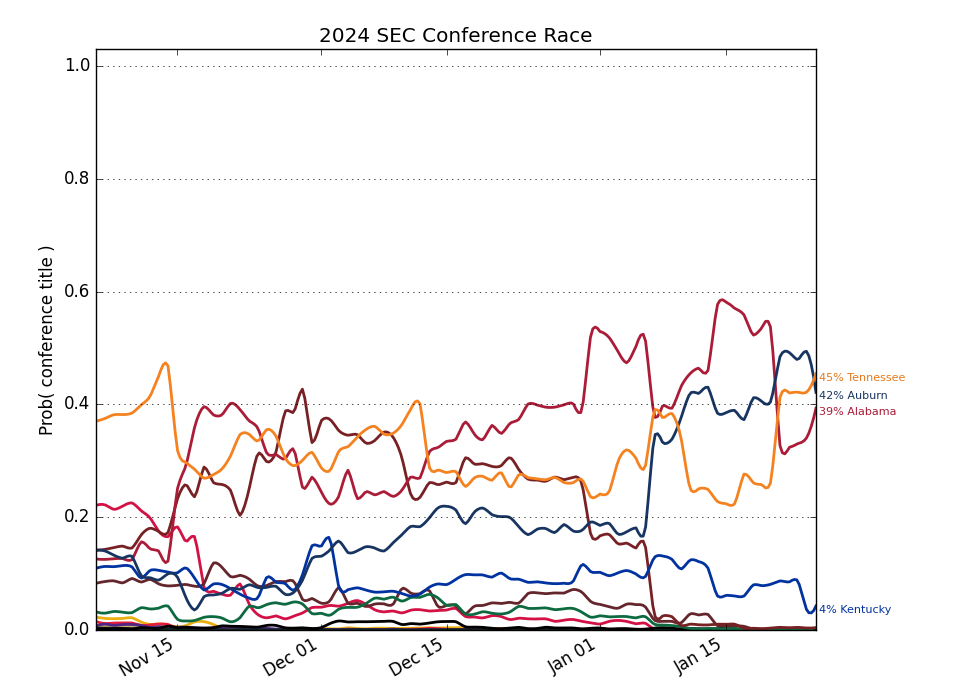 2024 SEC Conference Race
Prob( conference title )
1.0
0.8
0.6
0.4
0.2
0.0
45% Tennessee
42% Auburn
39% Alabama
4% Kentucky
Nov 15
Dec 01
Dec 15
Jan 01
Jan 15